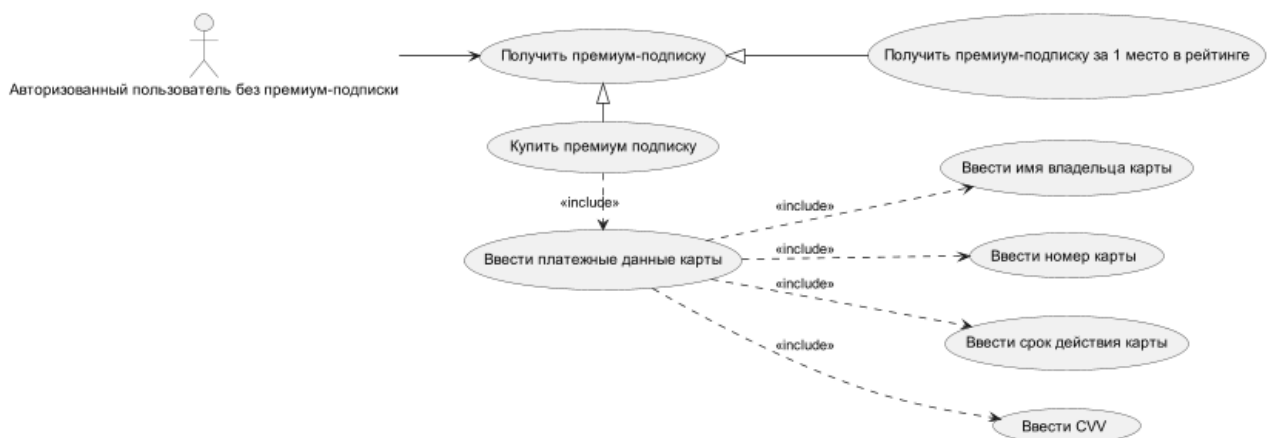 Авторизованный пользователь без премиум-подписки
Получить премиум-подписку
Получить премиум-подписку за 1 место в рейтинге
Купить премиум подписку
«include»
Ввести платежные данные карты
«include»
Ввести имя владельца карты
«include»
Ввести номер карты
«include»
Ввести срок действия карты
«include»
Ввести CVV